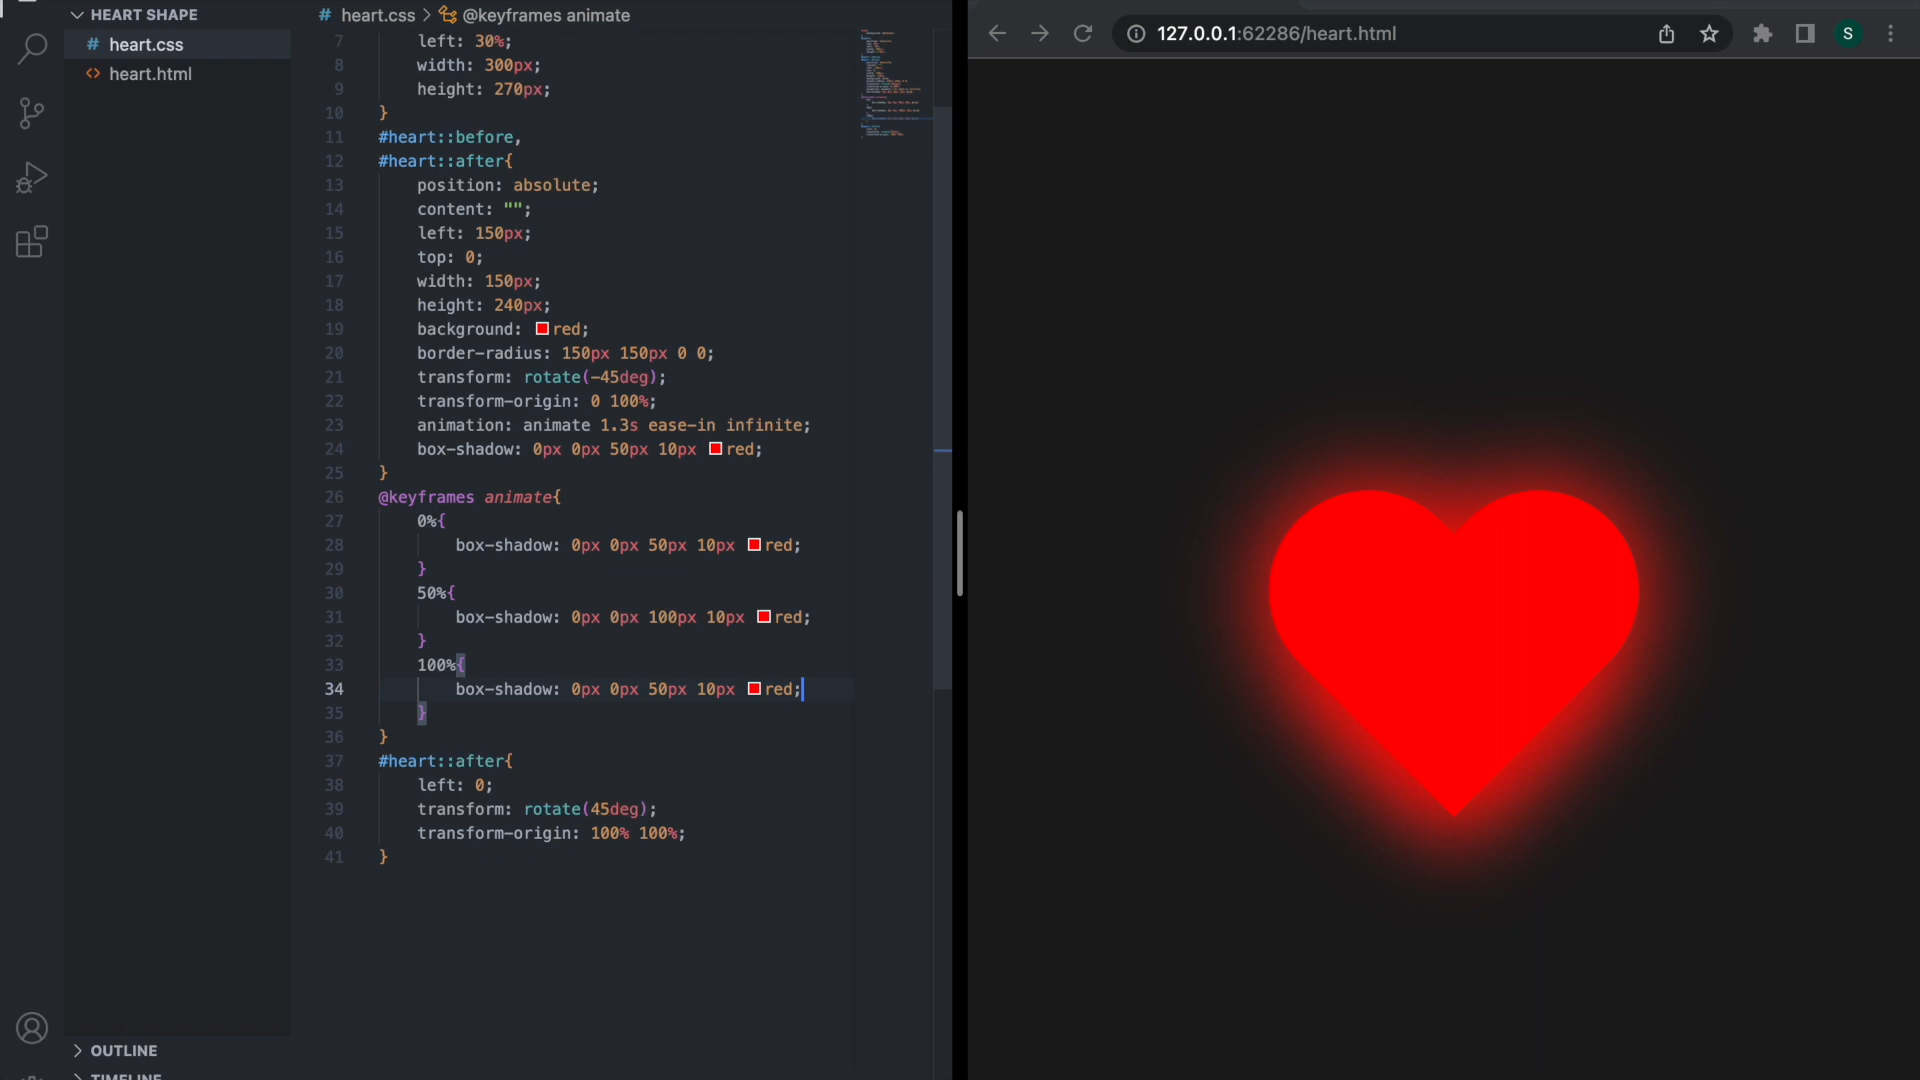 HEART SHAPE
# heart.css
<> heart.html
OUTLINE
TIMELINE
# heart.css > @keyframes animate
7 left: 30%;
8 width: 300px;
9 height: 270px;
10 }
11 #heart::before,
12 #heart::after{
13 position: absolute;
14 content: "";
15 left: 150px;
16 top: 0;
17 width: 150px;
18 height: 240px;
19 background: red;
20 border-radius: 150px 150px 0 0;
21 transform: rotate(-45deg);
22 transform-origin: 0 100%;
23 animation: animate 1.3s ease-in infinite;
24 box-shadow: 0px 0px 50px 10px red;
25 }
26 @keyframes animate{
27 0%{
28 box-shadow: 0px 0px 50px 10px red;
29 }
30 50%{
31 box-shadow: 0px 0px 100px 10px red;
32 }
33 100%{
34 box-shadow: 0px 0px 50px 10px red;
35 }
36 }
37 #heart::after{
38 left: 0;
39 transform: rotate(45deg);
40 transform-origin: 100% 100%;
41 }
127.0.0.1:62286/heart.html
S